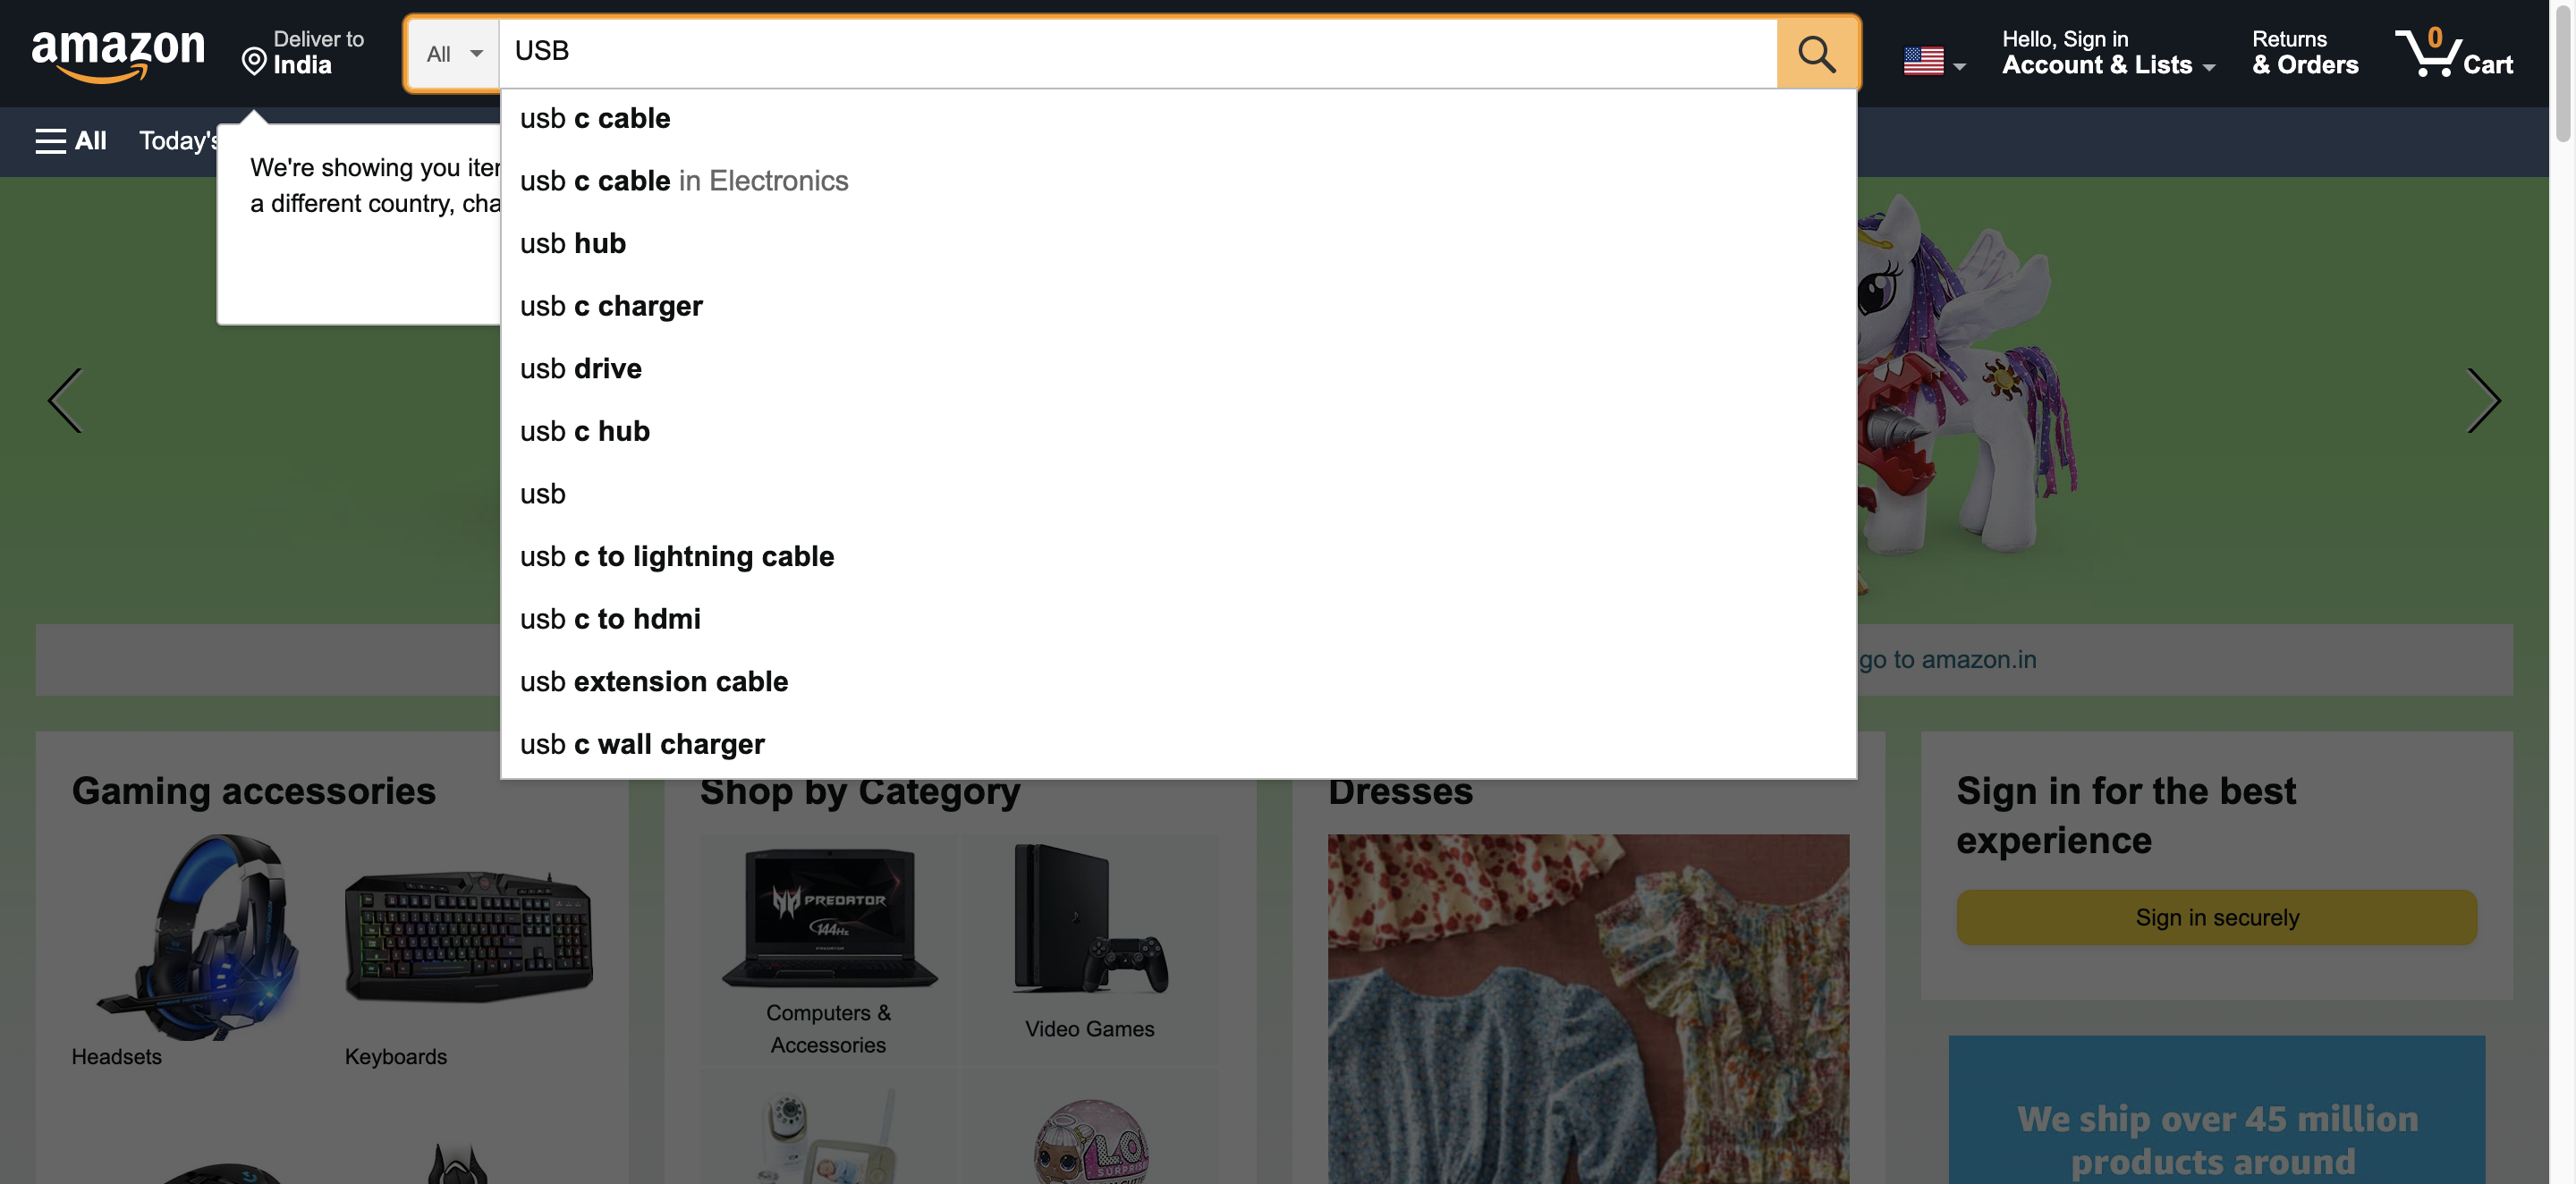 amazon
Deliver to
India
All
USB
Hello, Sign in
Account & Lists
Returns
& Orders
0
Cart
All
Today's
We're showing you
a different country,
usb c cable
usb c cable in Electronics
usb hub
usb c charger
usb drive
usb c hub
usb
usb c to lightning cable
usb c to hdmi
usb extension cable
usb c wall charger
go to amazon.in
Gaming accessories
Headsets
Keyboards
Shop by Category
PREDATOR
144Hz
PREDATOR
Computers &
Accessories
Video Games
L.O.L
SURPRISE
Dresses
Sign in for the best
experience
Sign in securely
We ship over 45 million
products around